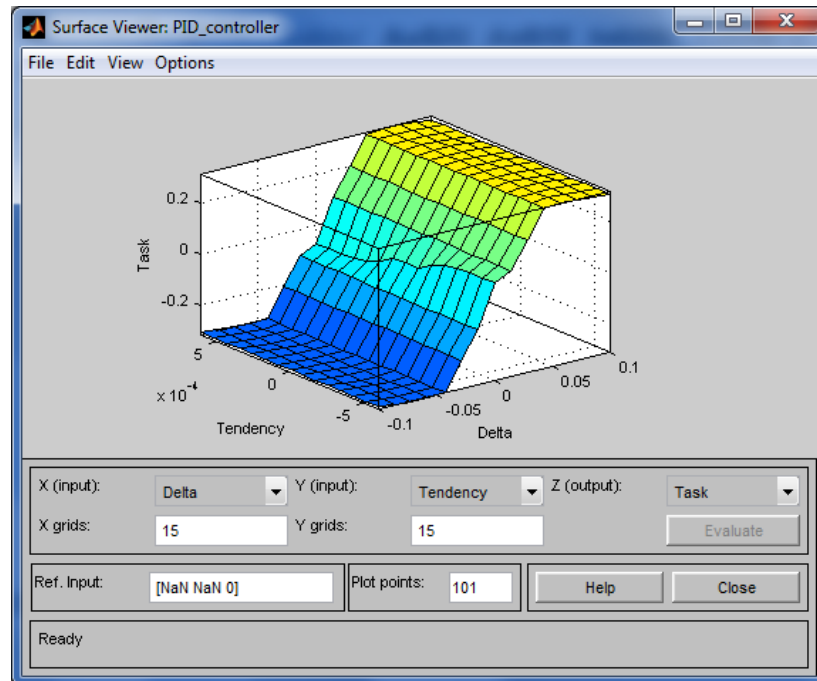 Surface Viewer: PID_controller
File Edit View Options
0.2
0
-0.2
Task
5
0
-5
x 10^-4
Tendency
-0.1
-0.05
0
0.05
0.1
Delta
X (input): Delta Y (input): Tendency Z (output): Task
X grids: 15 Y grids: 15 Evaluate
Ref. Input: [NaN NaN 0] Plot points: 101 Help Close
Ready